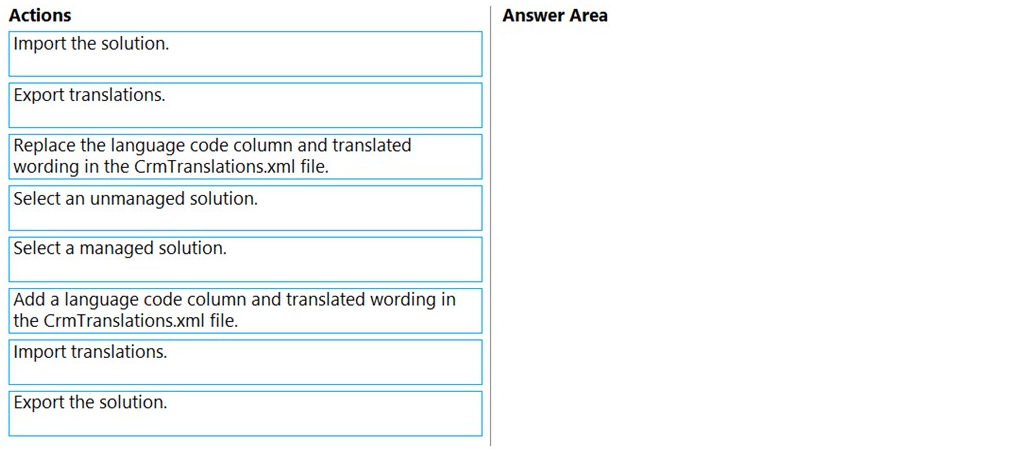 Actions
Import the solution.
Export translations.
Replace the language code column and translated
wording in the CrmTranslations.xml file.
Select an unmanaged solution.
Select a managed solution.
Add a language code column and translated wording in
the CrmTranslations.xml file.
Import translations.
Export the solution.
Answer Area